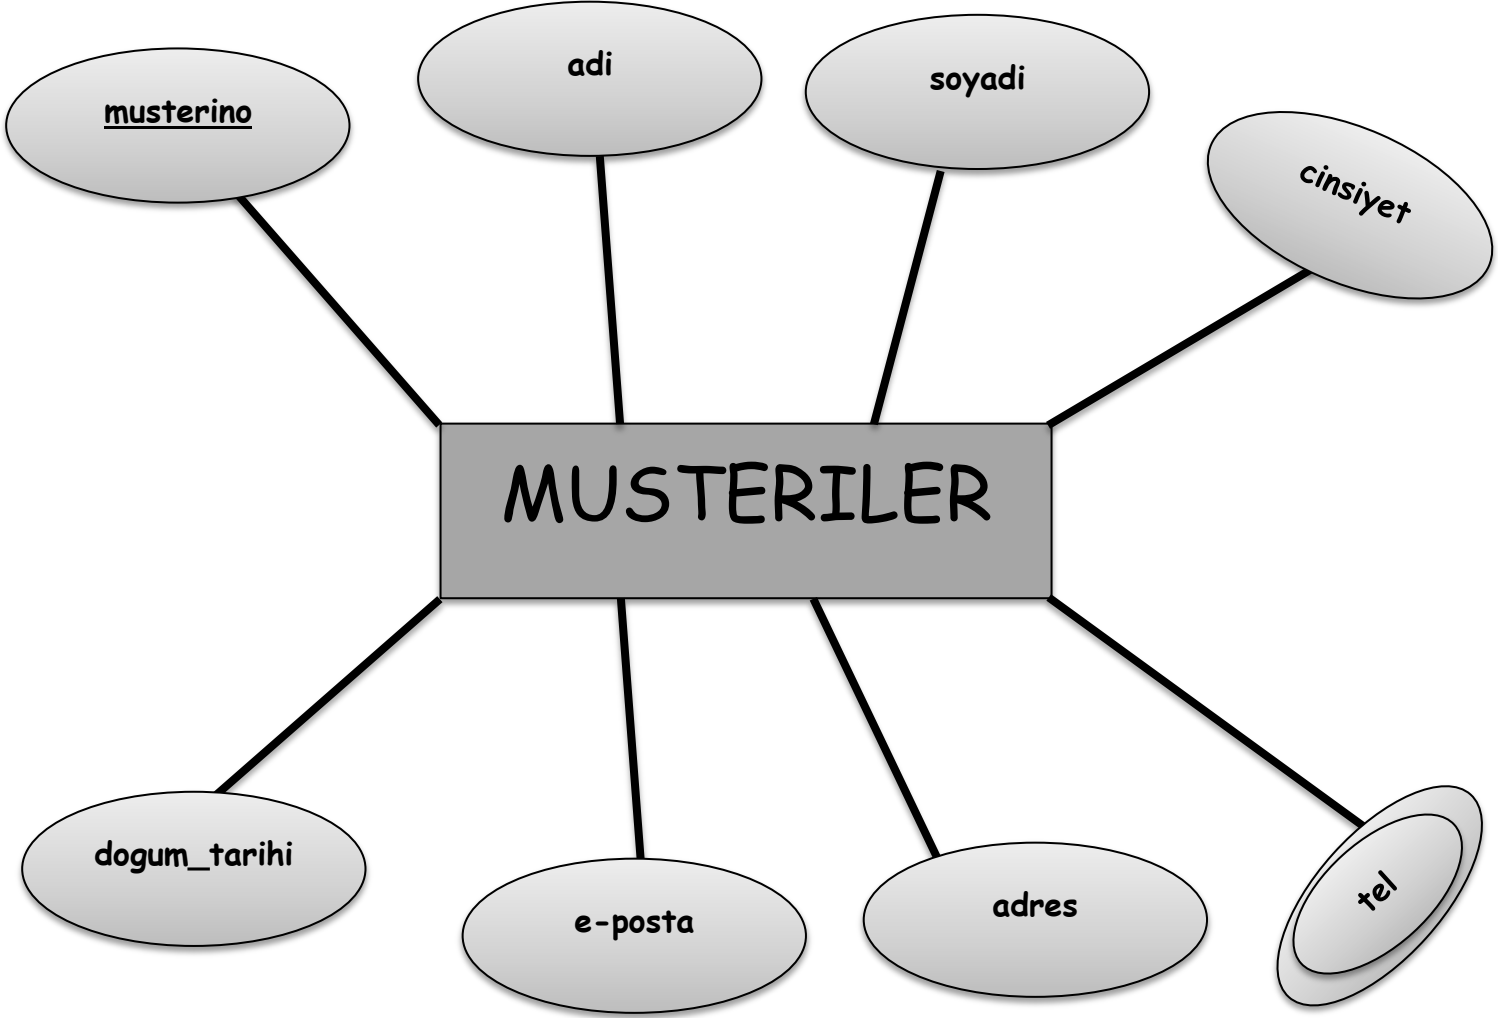 musterino
adi
soyadi
cinsiyet
MUSTERILER
dogum_tarihi
e-posta
adres
tel